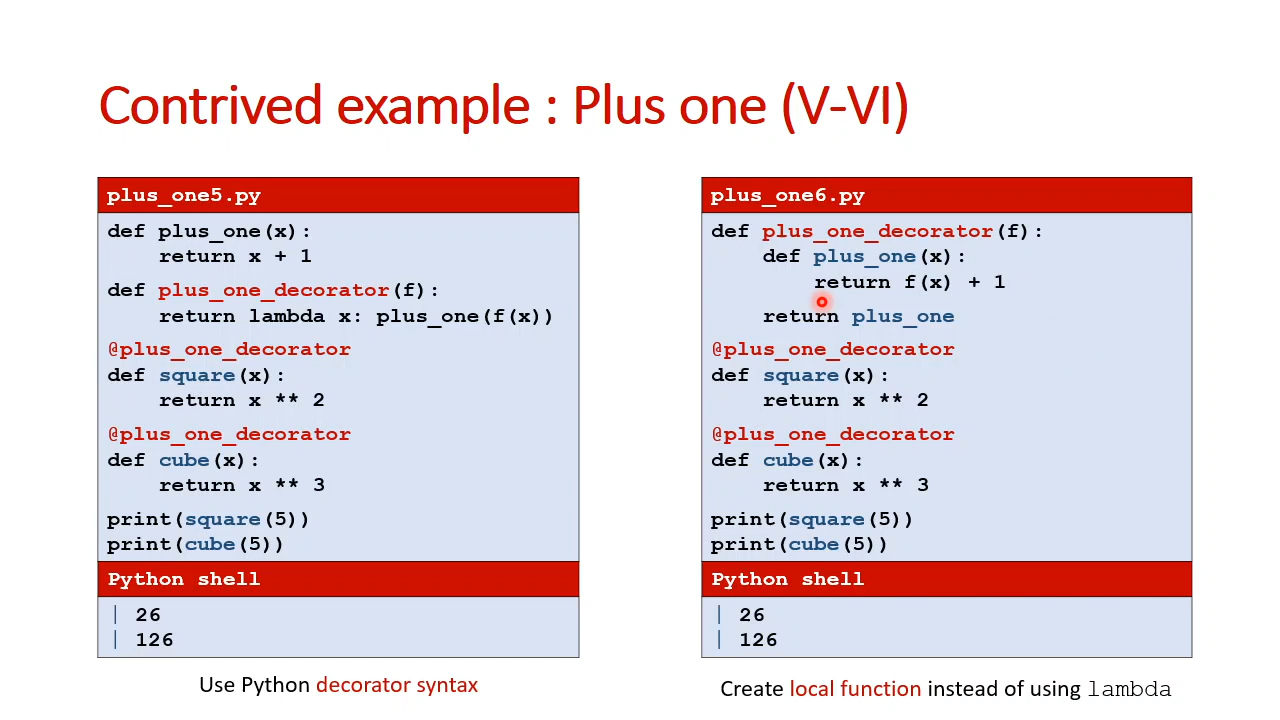 Contrived example : Plus one (V-VI)
plus_one5.py
def plus_one(x):
    return x + 1
def plus_one_decorator(f):
    return lambda x: plus_one(f(x))
@plus_one_decorator
def square(x):
    return x ** 2
@plus_one_decorator
def cube(x):
    return x ** 3
print(square(5))
print(cube(5))
Python shell
| 26
| 126
Use Python decorator syntax
plus_one6.py
def plus_one_decorator(f):
    def plus_one(x):
        return f(x) + 1
    return plus_one
@plus_one_decorator
def square(x):
    return x ** 2
@plus_one_decorator
def cube(x):
    return x ** 3
print(square(5))
print(cube(5))
Python shell
| 26
| 126
Create local function instead of using lambda